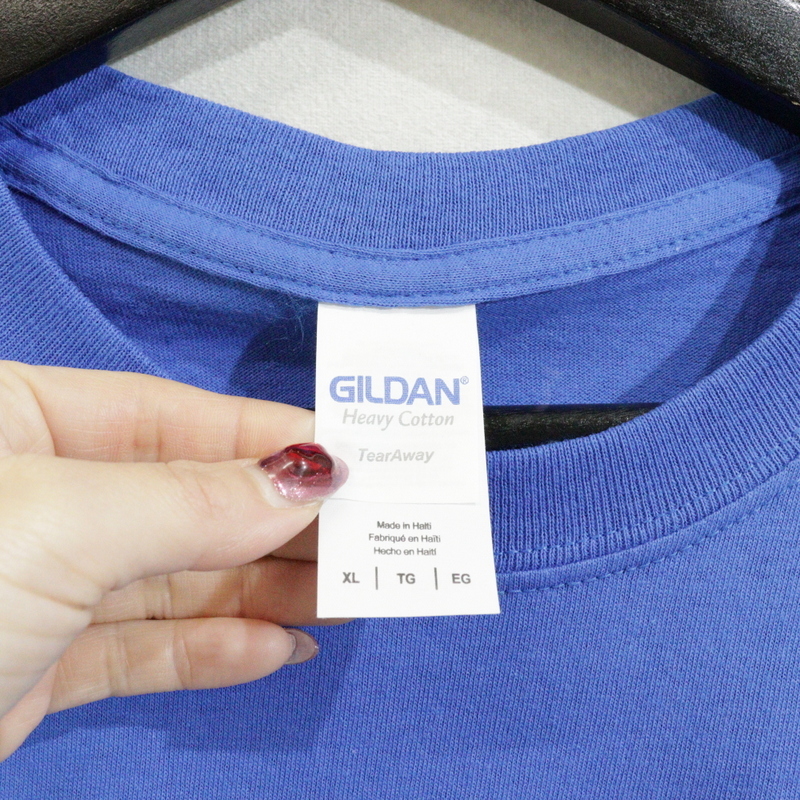 GILDAN®
Heavy Cotton
TearAway
Made in Haiti
Fabriqué en Haïti
Hecho en Haití
XL | TG | EG